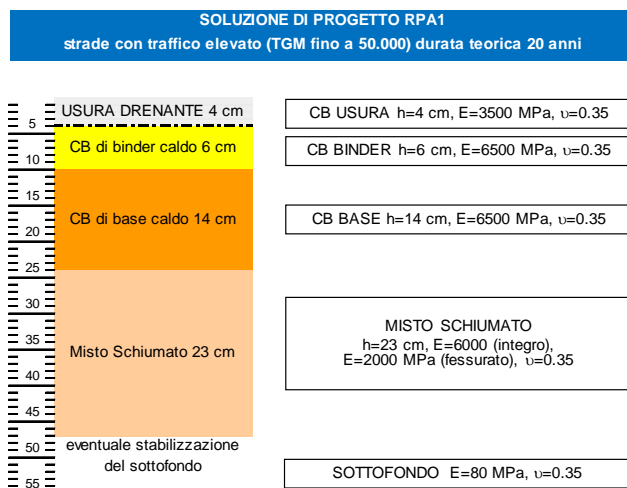 SOLUZIONE DI PROGETTO RPA1
strade con traffico elevato (TGM fino a 50.000) durata teorica 20 anni
USURA DRENANTE 4 cm
CB USURA h=4 cm, E=3500 MPa, υ=0.35
5
CB di binder caldo 6 cm
CB BINDER h=6 cm, E=6500 MPa, υ=0.35
10
15
CB di base caldo 14 cm
CB BASE h=14 cm, E=6500 MPa, υ=0.35
20
25
30
MISTO SCHIUMATO
h=23 cm, E=6000 (integro),
E=2000 MPa (fessurato), υ=0.35
35
Misto Schiumato 23 cm
40
45
50
eventuale stabilizzazione
del sottofondo
SOTTOFONDO E=80 MPa, υ=0.35
55